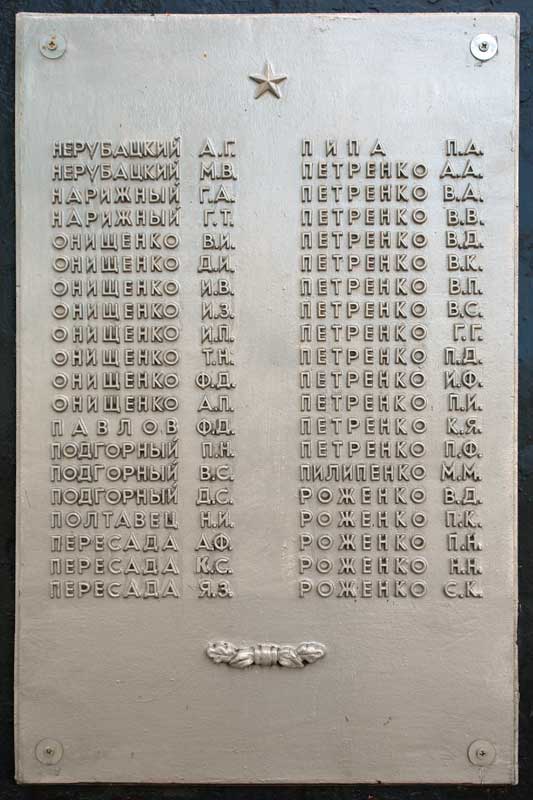 НЕРУБАЦКИЙ А.Г.
НЕРУБАЦКИЙ М.В.
НАРИЖНЫЙ Г.А.
НАРИЖНЫЙ Г.Т.
ОНИЩЕНКО В.И.
ОНИЩЕНКО Д.И.
ОНИЩЕНКО И.В.
ОНИЩЕНКО И.З.
ОНИЩЕНКО И.П.
ОНИЩЕНКО Т.Н.
ОНИЩЕНКО Ф.Д.
ОНИЩЕНКО А.П.
ПАВЛОВ Ф.Д.
ПОДГОРНЫЙ П.Н.
ПОДГОРНЫЙ В.С.
ПОДГОРНЫЙ Д.С.
ПОЛТАВЕЦ Н.И.
ПЕРЕСАДА А.Ф.
ПЕРЕСАДА К.С.
ПЕРЕСАДА Я.З.
ПИПА П.А.
ПЕТРЕНКО А.А.
ПЕТРЕНКО В.А.
ПЕТРЕНКО В.В.
ПЕТРЕНКО В.Д.
ПЕТРЕНКО В.К.
ПЕТРЕНКО В.П.
ПЕТРЕНКО В.С.
ПЕТРЕНКО Г.Г.
ПЕТРЕНКО П.Д.
ПЕТРЕНКО И.Ф.
ПЕТРЕНКО П.И.
ПЕТРЕНКО К.Я.
ПЕТРЕНКО П.Ф.
ПИЛИПЕНКО М.М.
РОЖЕНКО В.Д.
РОЖЕНКО П.К.
РОЖЕНКО П.Н.
РОЖЕНКО Н.Н.
РОЖЕНКО С.К.